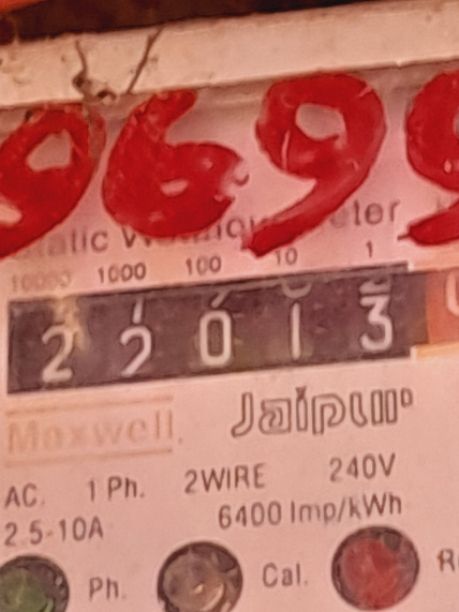 9699
Static Watthour Meter
10000 1000 100 10 1
22013
Maxwell. Jaipur
AC. 1 Ph. 2WIRE 240V
2.5-10A 6400 Imp/kWh
Ph. Cal.